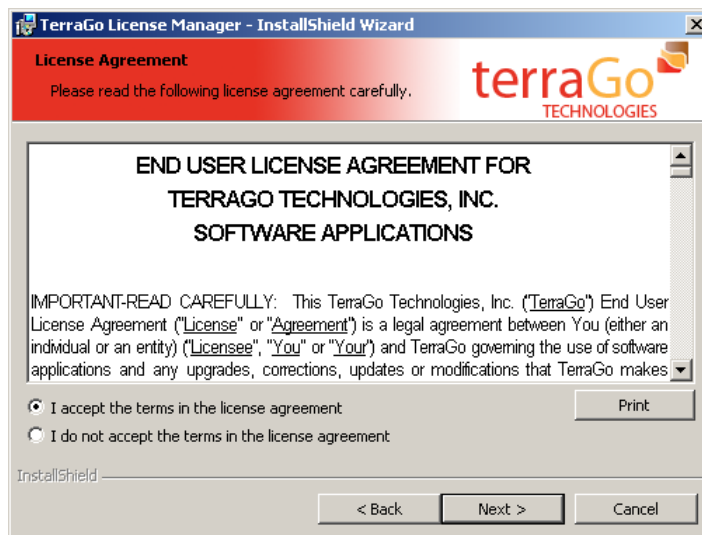 TerraGo License Manager - InstallShield Wizard
License Agreement
Please read the following license agreement carefully.
terraGo
TECHNOLOGIES
END USER LICENSE AGREEMENT FOR
TERRAGO TECHNOLOGIES, INC.
SOFTWARE APPLICATIONS
IMPORTANT-READ CAREFULLY: This TerraGo Technologies, Inc. ("TerraGo") End User
License Agreement ("License" or "Agreement") is a legal agreement between You (either an
individual or an entity) ("Licensee", "You" or "Your") and TerraGo governing the use of software
applications and any upgrades, corrections, updates or modifications that TerraGo makes
I accept the terms in the license agreement
Print
I do not accept the terms in the license agreement
InstallShield
< Back
Next >
Cancel